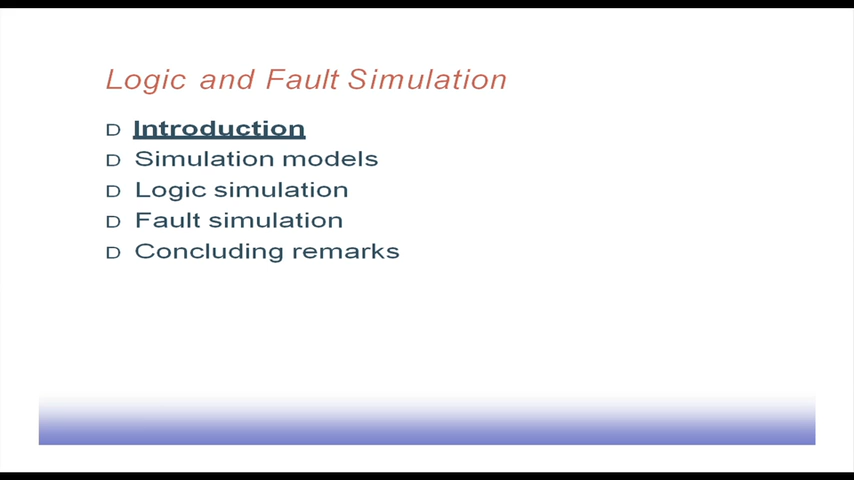 Logic and Fault Simulation
D Introduction
D Simulation models
D Logic simulation
D Fault simulation
D Concluding remarks